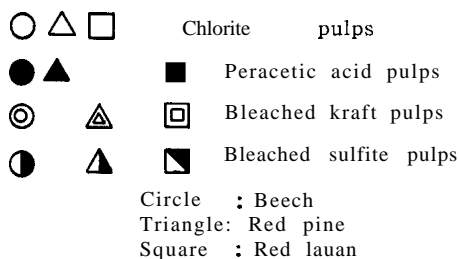 Chlorite pulps
Peracetic acid pulps
Bleached kraft pulps
Bleached sulfite pulps
Circle : Beech
Triangle: Red pine
Square : Red lauan